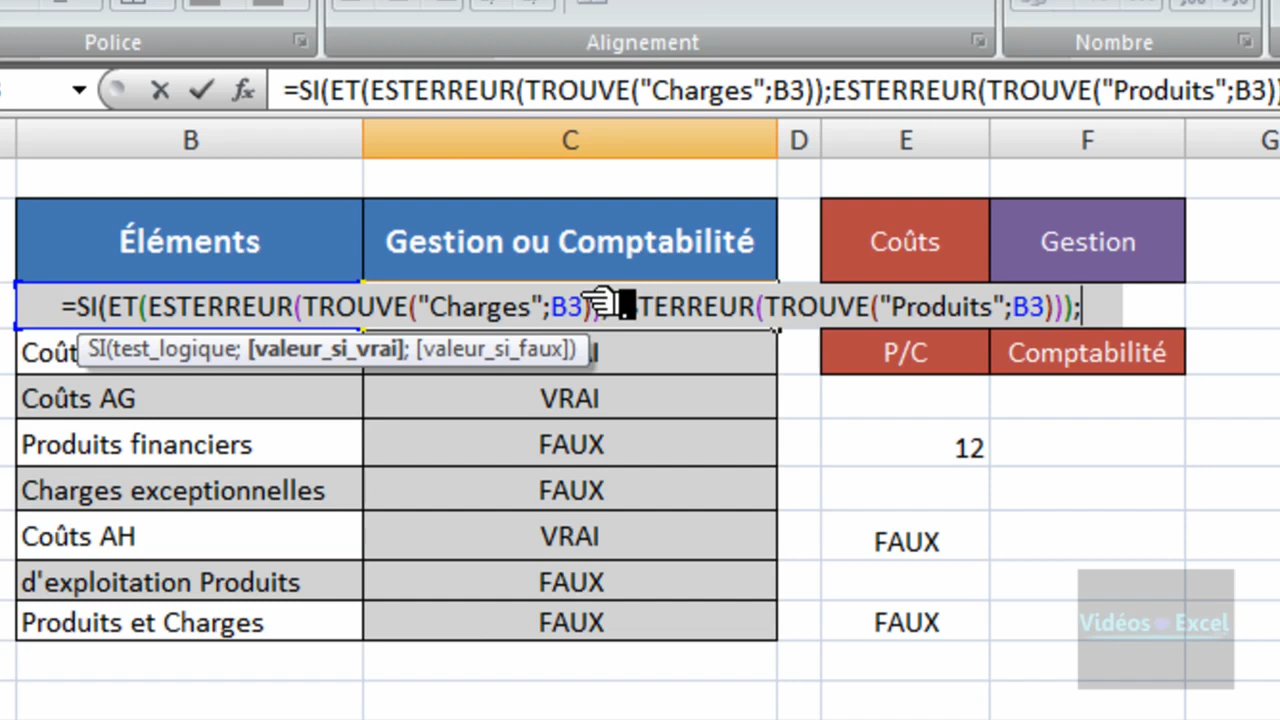 Police Alignement Nombre
=SI(ET(ESTERREUR(TROUVE("Charges";B3));ESTERREUR(TROUVE("Produits";B3))
B C D E F G
Éléments Gestion ou Comptabilité Coûts Gestion
=SI(ET(ESTERREUR(TROUVE("Charges";B3)); TERREUR(TROUVE("Produits";B3)));
SI(test_logique; [valeur_si_vrai]; [valeur_si_faux])
P/C Comptabilité
Coûts AG VRAI
Produits financiers FAUX 12
Charges exceptionnelles FAUX
Coûts AH VRAI FAUX
d'exploitation Produits FAUX
Produits et Charges FAUX FAUX
Vidéos Excel